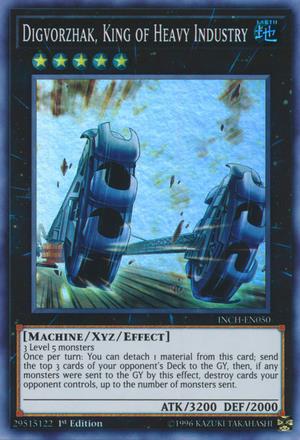 Digvorzhak, King of Heavy Industry
EARTH
地
INCH-EN050
[Machine/Xyz/Effect]
3 Level 5 monsters
Once per turn: You can detach 1 material from this card; send
the top 3 cards of your opponent's Deck to the GY, then, if any
monsters were sent to the GY by this effect, destroy cards your
opponent controls, up to the number of monsters sent.
ATK/3200 DEF/2000
29515122 1st Edition ©1996 KAZUKI TAKAHASHI